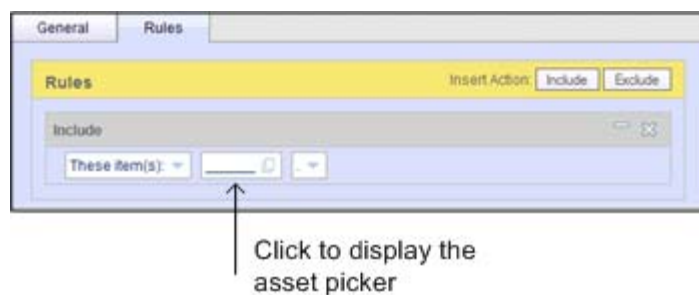 General Rules
Rules Insert Action: Include Exclude
Include
These item(s): .
Click to display the
asset picker